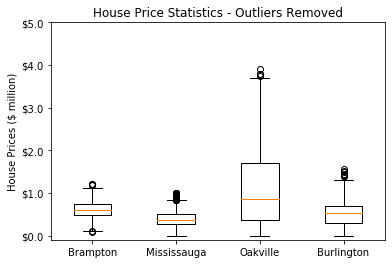 House Price Statistics - Outliers Removed
House Prices ($ million)
$5.0
$4.0
$3.0
$2.0
$1.0
$0.0
Brampton Mississauga Oakville Burlington